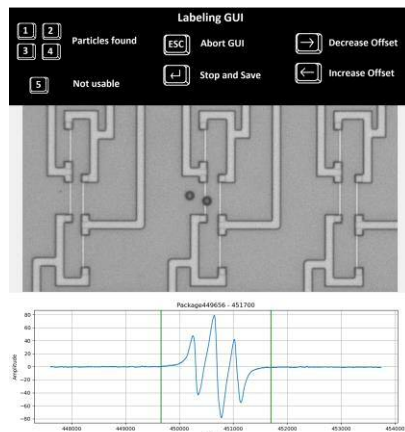 Labeling GUI
1 2
3 4
Particles found
5
Not usable
ESC
Abort GUI
Stop and Save
→ Decrease Offset
← Increase Offset
Package449656 - 451700
Amplitude
80
60
40
20
0
−20
−40
−60
−80
448000 449000 450000 451000 452000 453000 454000